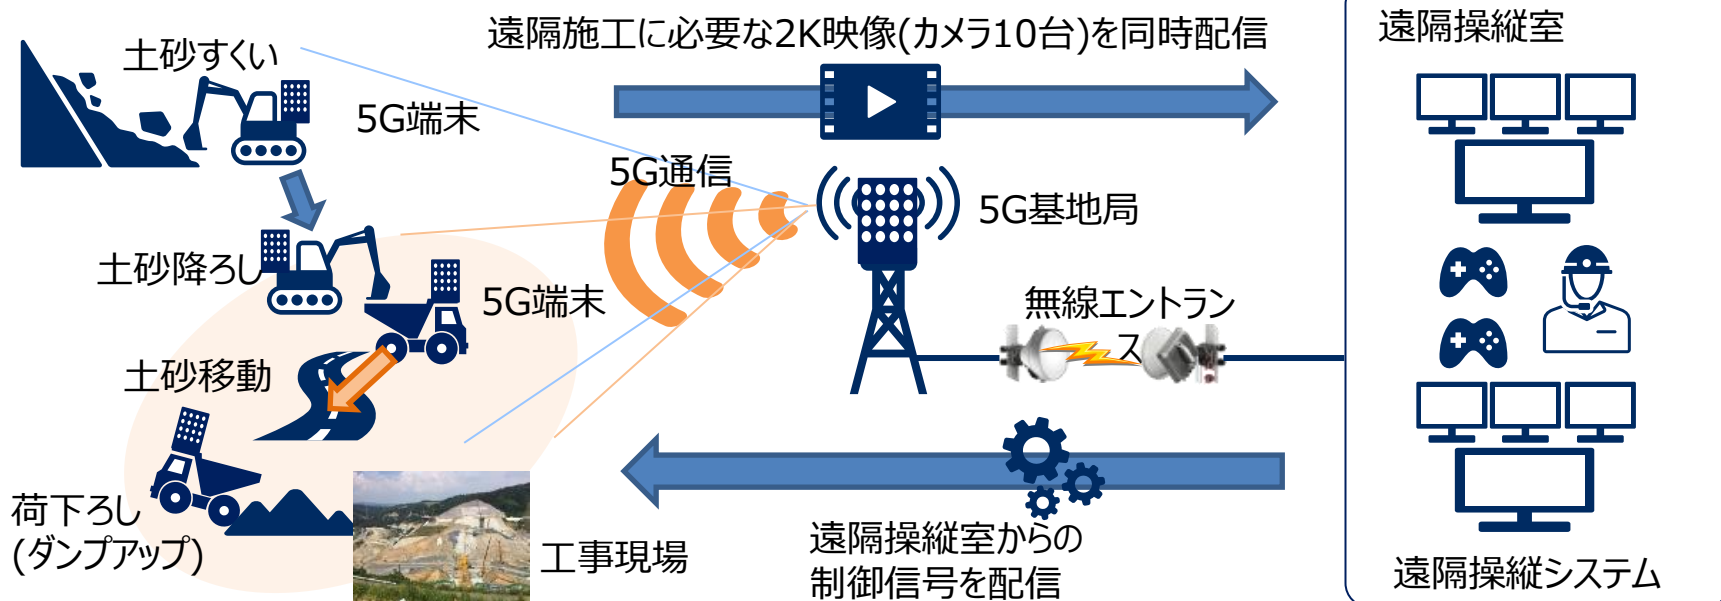 遠隔施工に必要な2K映像(カメラ10台)を同時配信
遠隔操縦室
土砂すくい
5G端末
5G通信
5G基地局
土砂降ろし
5G端末
無線エントラン
ス
土砂移動
荷下ろし
(ダンプアップ)
工事現場
遠隔操縦室からの
制御信号を配信
遠隔操縦システム